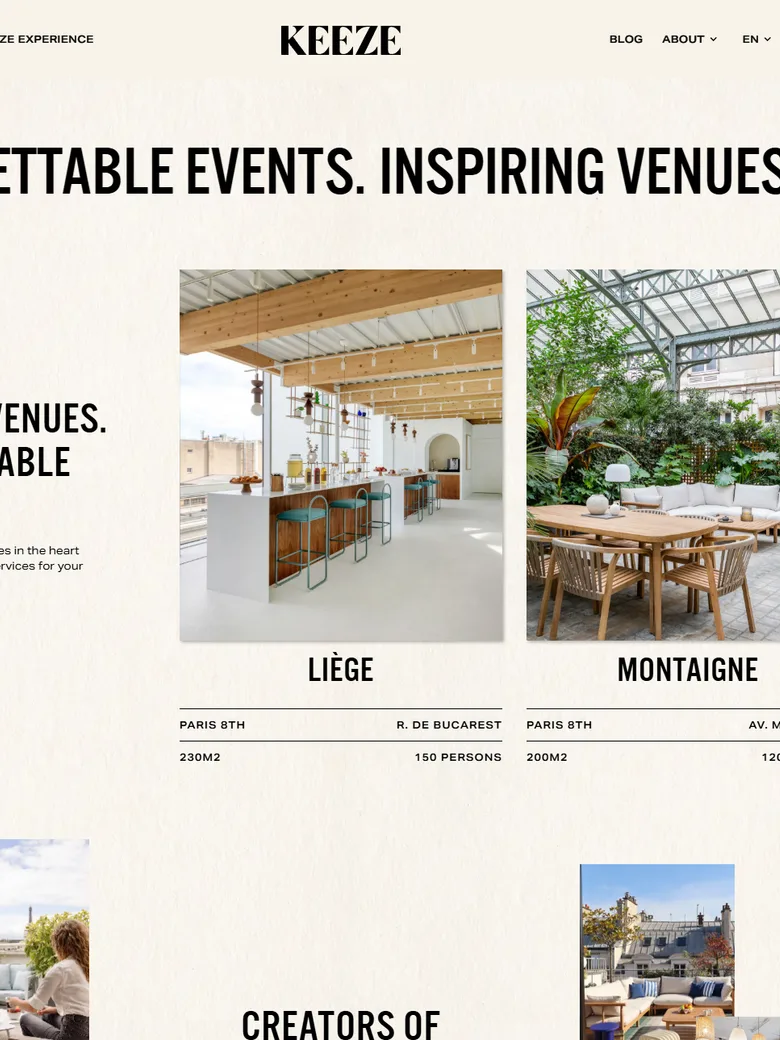 ZE EXPERIENCE
KEEZE
BLOG
ABOUT
EN
ETTABLE EVENTS. INSPIRING VENUES
VENUES.
ABLE
es in the heart
ervices for your
LIÈGE
PARIS 8TH
R. DE BUCAREST
230M2
150 PERSONS
MONTAIGNE
PARIS 8TH
AV. M
200M2
120
CREATORS OF